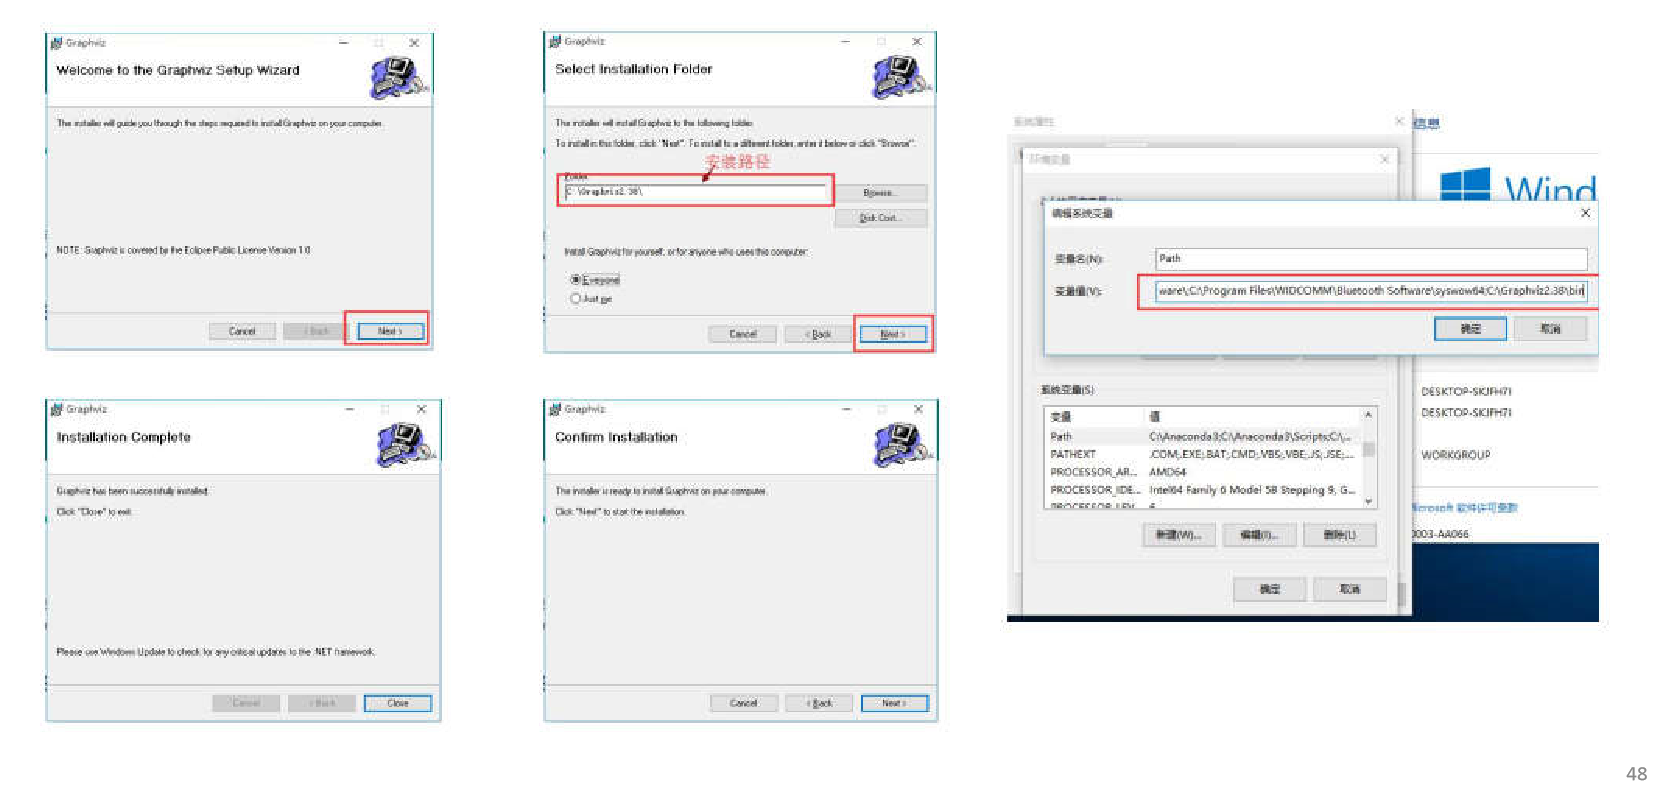 Graphviz
Welcome to the Graphviz Setup Wizard
The installer will guide you through the steps required to install Graphviz on your computer.
NOTE: Graphviz is covered by the Eclipse Public License Version 1.0
Cancel
< Back
Next >
Graphviz
Select Installation Folder
The installer will install Graphviz to the following folder.
To install in this folder, click "Next". To install to a different folder, enter it below or click "Browse".
安装路径
Folder:
C:\Graphviz2.38\
Browse...
Disk Cost...
Install Graphviz for yourself, or for anyone who uses this computer:
Everyone
Just me
Cancel
< Back
Next >
Graphviz
Installation Complete
Graphviz has been successfully installed.
Click "Close" to exit.
Please use Windows Update to check for any critical updates to the .NET framework.
Cancel
< Back
Close
Graphviz
Confirm Installation
The installer is ready to install Graphviz on your computer.
Click "Next" to start the installation.
Cancel
< Back
Next >
系统属性
信息
环境变量
Wind
编辑系统变量
变量名(N):
Path
变量值(V):
ware\;C:\Program Files\WIDCOMM\Bluetooth Software\syswow64;C:\Graphviz2.38\bin
确定
取消
系统变量(S)
变量 值
Path C:\Anaconda3;C:\Anaconda3\Scripts;C:\...
PATHEXT .COM;.EXE;.BAT;.CMD;.VBS;.VBE;.JS;.JSE;...
PROCESSOR_AR... AMD64
PROCESSOR_IDE... Intel64 Family 6 Model 58 Stepping 9, G...
PROCESSOR_LEV 6
新建(W)...
编辑(I)...
删除(L)
确定
取消
DESKTOP-SKJFH7I
DESKTOP-SKJFH7I
WORKGROUP
Microsoft 软件许可条款
0003-AA066
48